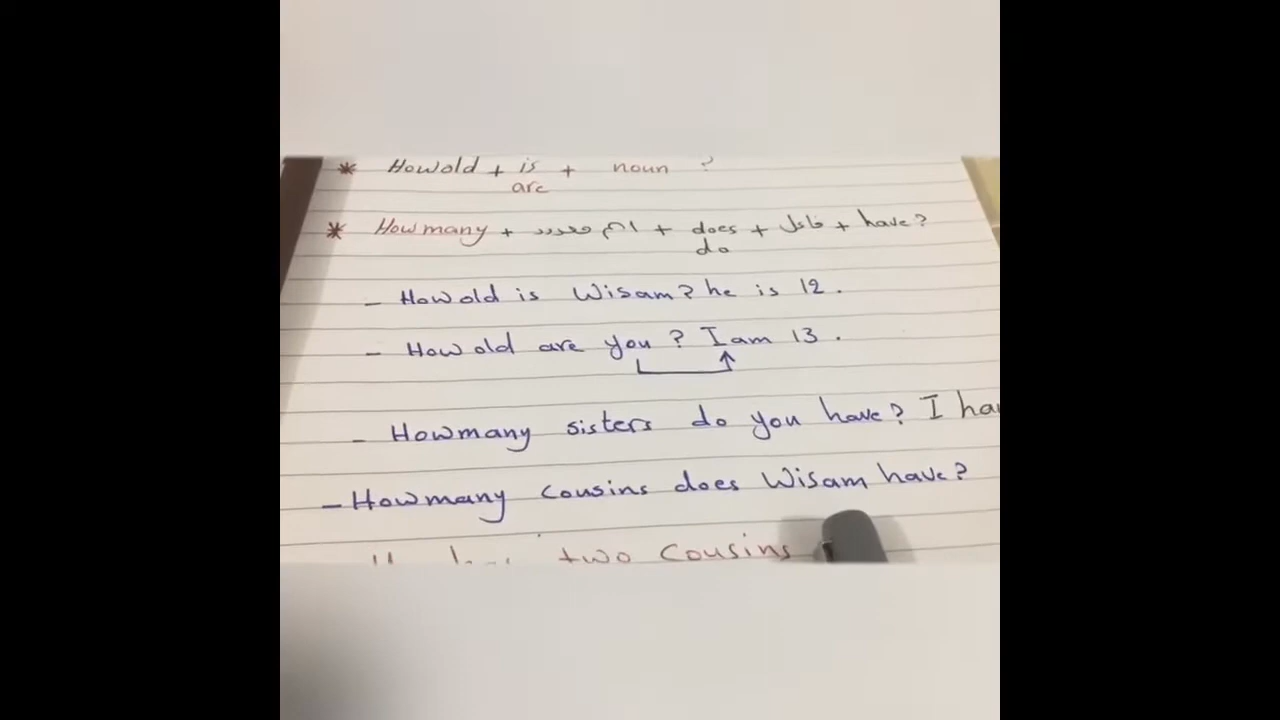 * How old + is + noun ?
are
* How many + اسم معدود + does + فاعل + have?
do
- How old is Wisam? he is 12.
- How old are you ? I am 13.
- How many sisters do you have? I
- How many cousins does Wisam have?
two cousins